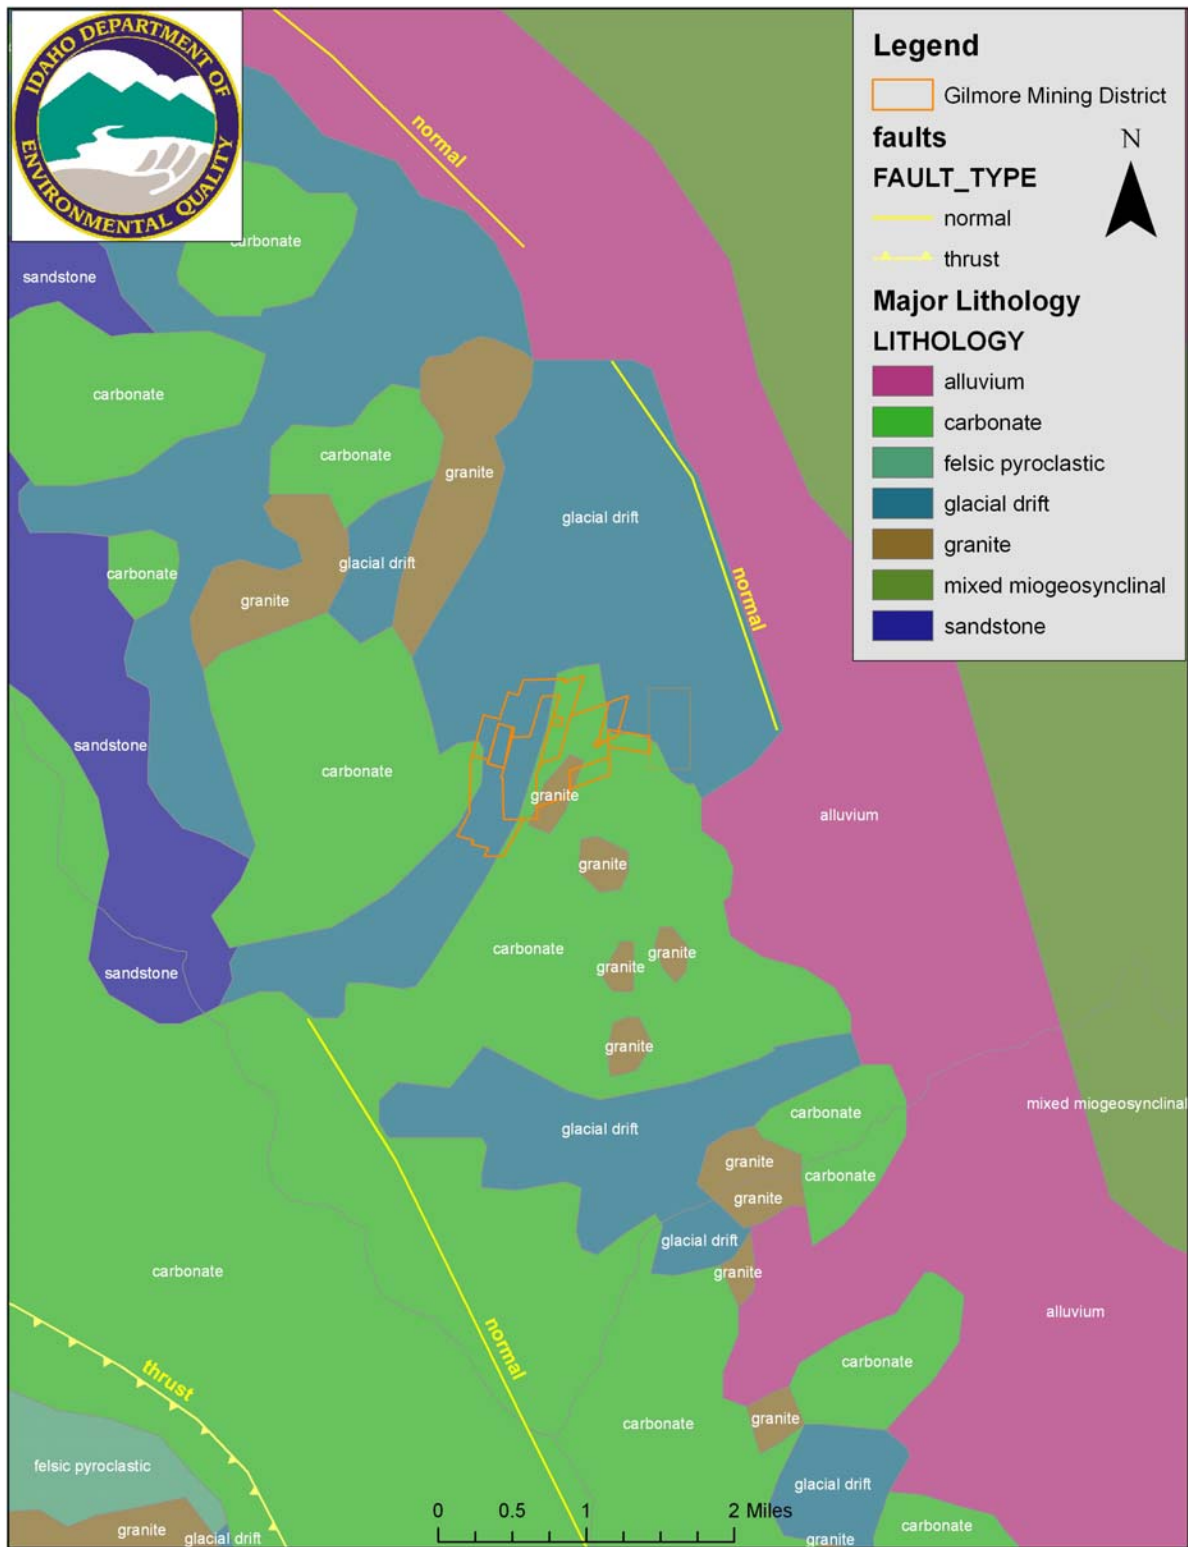 IDAHO DEPARTMENT OF
ENVIRONMENTAL QUALITY
Legend
Gilmore Mining District
faults
N
FAULT_TYPE
normal
thrust
Major Lithology
LITHOLOGY
alluvium
carbonate
felsic pyroclastic
glacial drift
granite
mixed miogeosynclinal
sandstone
normal
carbonate
sandstone
carbonate
carbonate
granite
glacial drift
glacial drift
carbonate
granite
normal
sandstone
carbonate
granite
alluvium
granite
carbonate
granite
granite
sandstone
granite
mixed miogeosynclinal
carbonate
glacial drift
granite
carbonate
granite
glacial drift
granite
carbonate
alluvium
normal
carbonate
thrust
carbonate
granite
felsic pyroclastic
glacial drift
0 0.5 1 2 Miles
granite
glacial drift
granite
carbonate